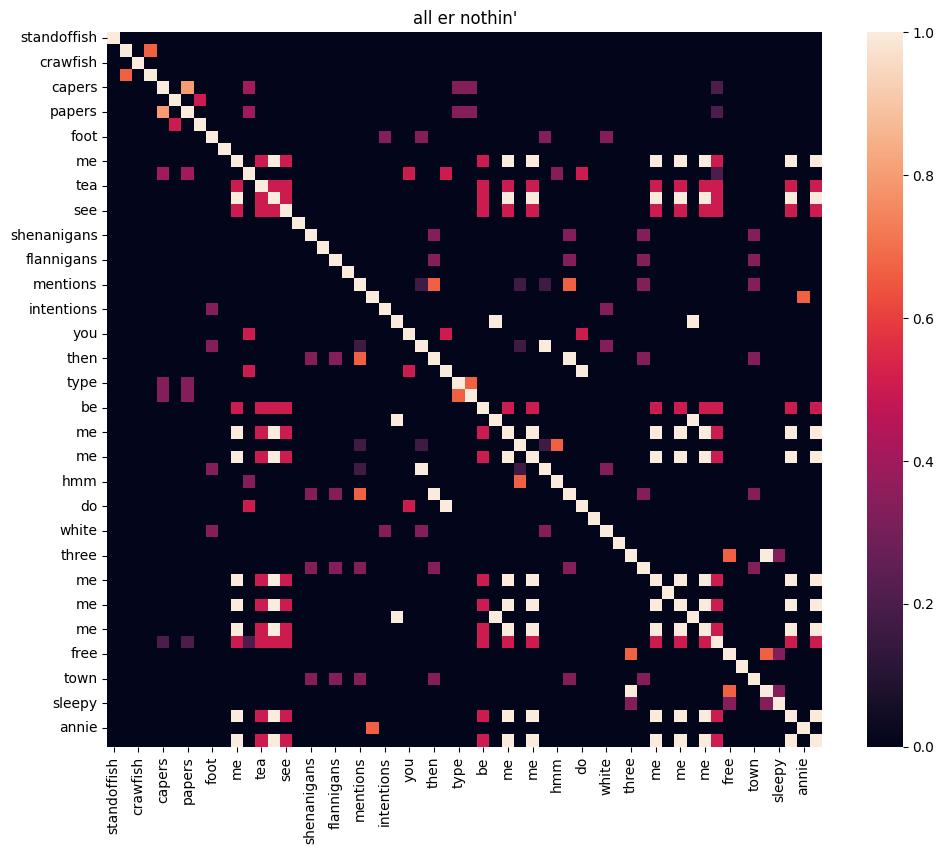 all er nothin'
standoffish
crawfish
capers
papers
foot
me
tea
see
shenanigans
flannigans
mentions
intentions
you
then
type
be
me
me
hmm
do
white
three
me
me
me
free
town
sleepy
annie
1.0
0.8
0.6
0.4
0.2
0.0
standoffish
crawfish
capers
papers
foot
me
tea
see
shenanigans
flannigans
mentions
intentions
you
then
type
be
me
me
hmm
do
white
three
me
me
me
free
town
sleepy
annie